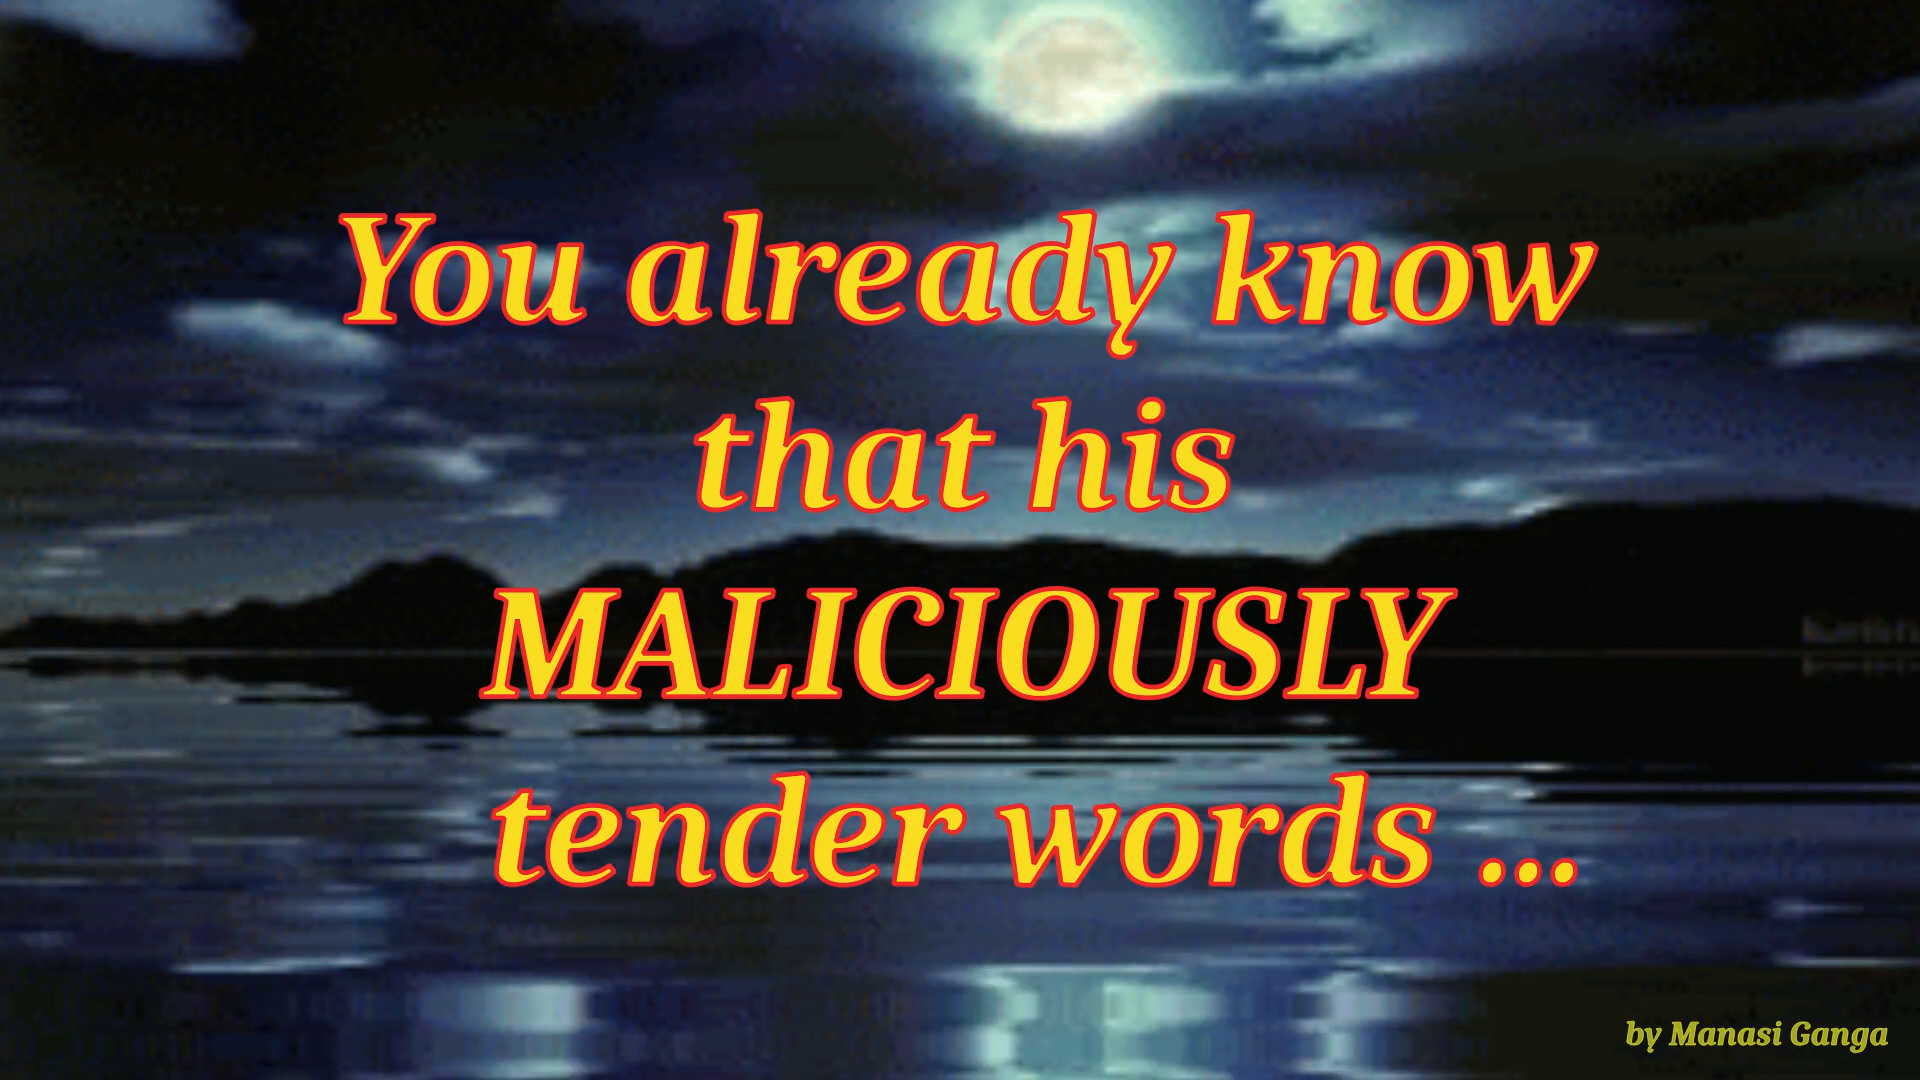 You already know
that his
MALICIOUSLY
tender words ...
by Manasi Ganga